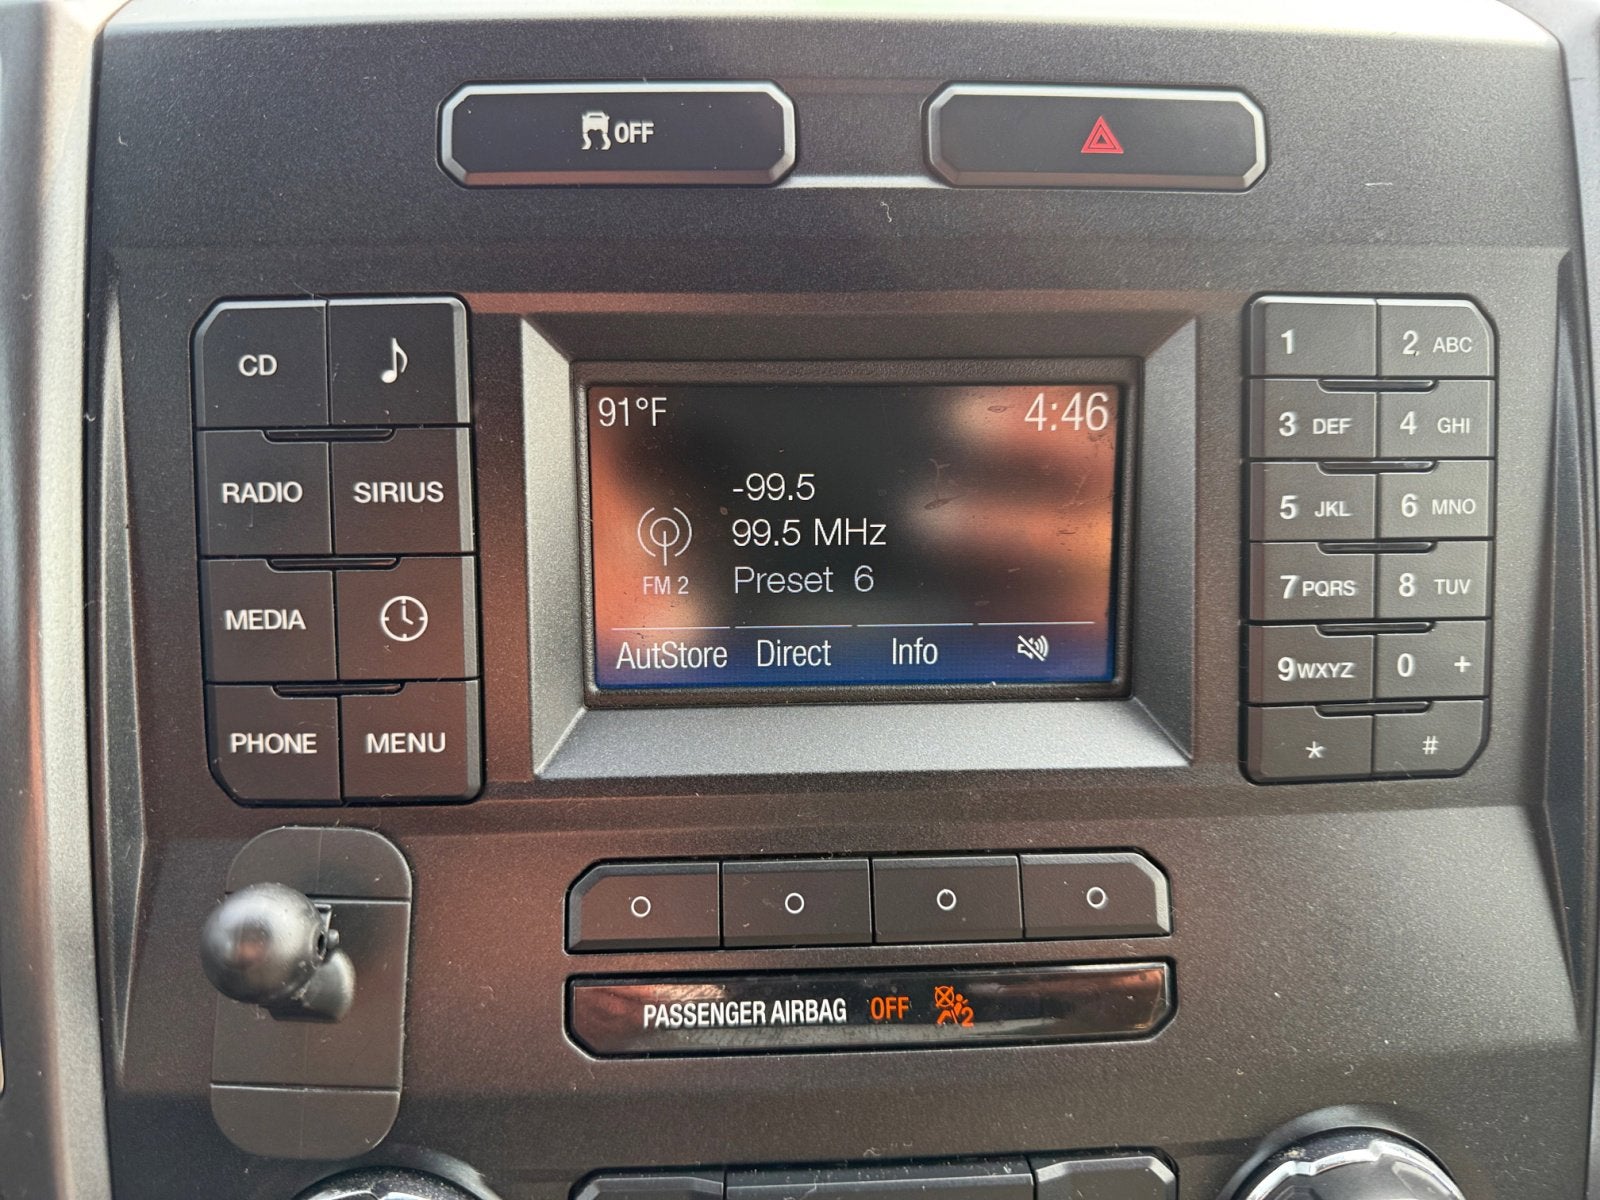 OFF
CD
RADIO SIRIUS
MEDIA
PHONE MENU
91°F 4:46
-99.5
99.5 MHz
FM 2 Preset 6
AutStore Direct Info
1 2 ABC
3 DEF 4 GHI
5 JKL 6 MNO
7 PQRS 8 TUV
9 WXYZ 0 +
* #
PASSENGER AIRBAG OFF 2